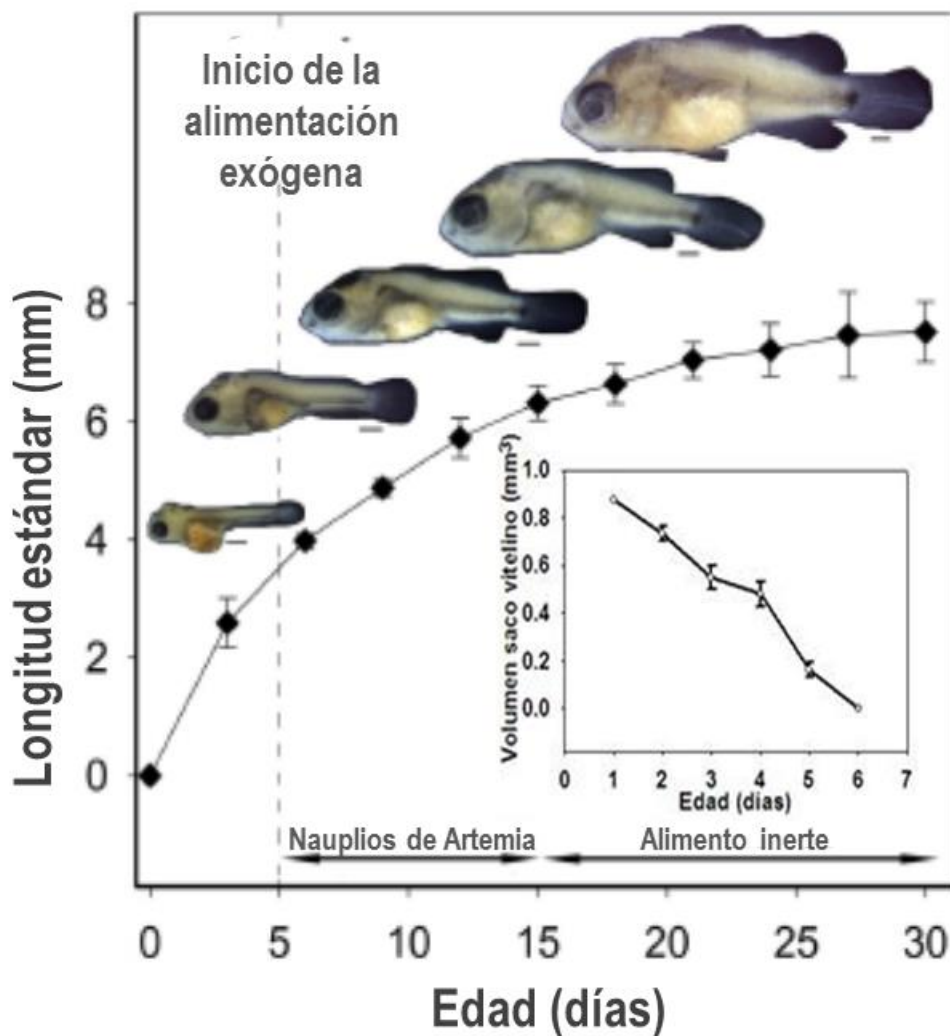 Inicio de la
alimentación
exógena
Longitud estándar (mm)
8
6
4
2
0
Volumen saco vitelino (mm³)
1.0
0.8
0.6
0.4
0.2
0.0
0 1 2 3 4 5 6 7
Edad (días)
Nauplios de Artemia
Alimento inerte
0 5 10 15 20 25 30
Edad (días)